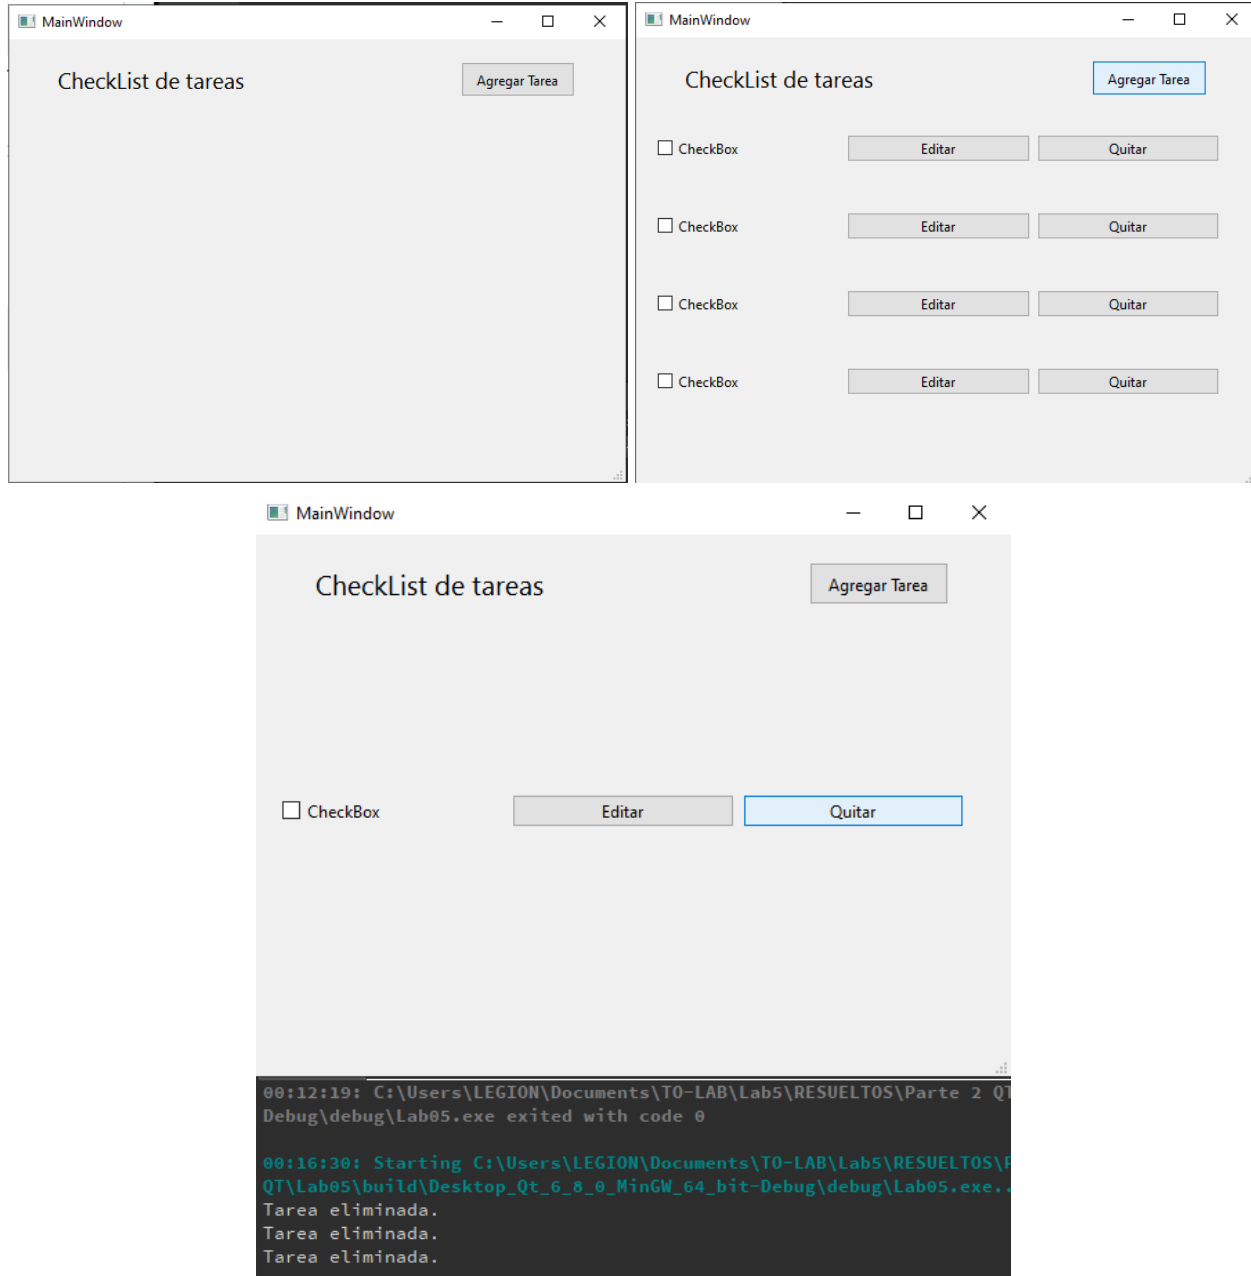 MainWindow
CheckList de tareas
Agregar Tarea
MainWindow
CheckList de tareas
Agregar Tarea
CheckBox Editar Quitar
CheckBox Editar Quitar
CheckBox Editar Quitar
CheckBox Editar Quitar
MainWindow
CheckList de tareas
Agregar Tarea
CheckBox Editar Quitar
00:12:19: C:\Users\LEGION\Documents\TO-LAB\Lab5\RESUELTOS\Parte 2 QT
Debug\debug\Lab05.exe exited with code 0
00:16:30: Starting C:\Users\LEGION\Documents\TO-LAB\Lab5\RESUELTOS\P
QT\Lab05\build\Desktop_Qt_6_8_0_MinGW_64_bit-Debug\debug\Lab05.exe..
Tarea eliminada.
Tarea eliminada.
Tarea eliminada.